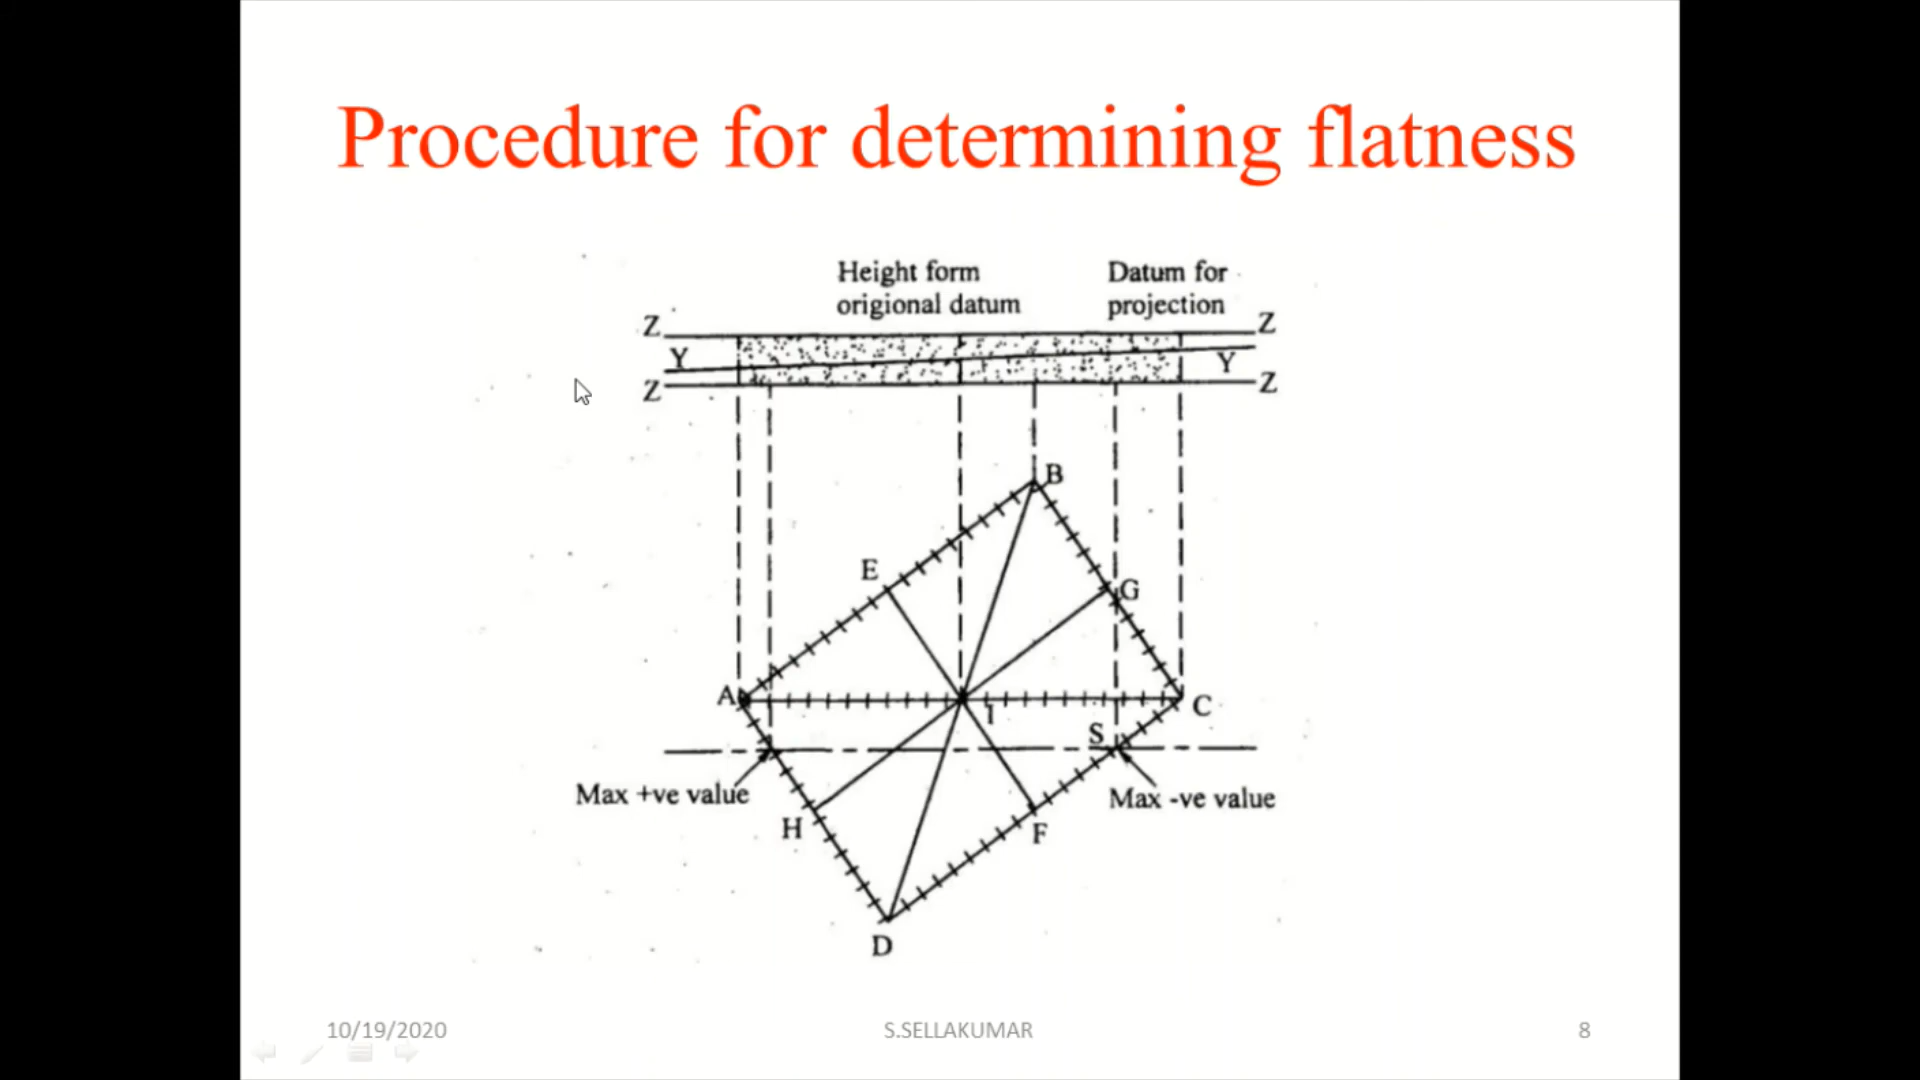 Procedure for determining flatness
Height form
origional datum
Datum for
projection
Z
Z
Y
Y
Z
Z
B
E
G
A
I
C
S
Max +ve value
Max -ve value
H
F
D
10/19/2020
S.SELLAKUMAR
8